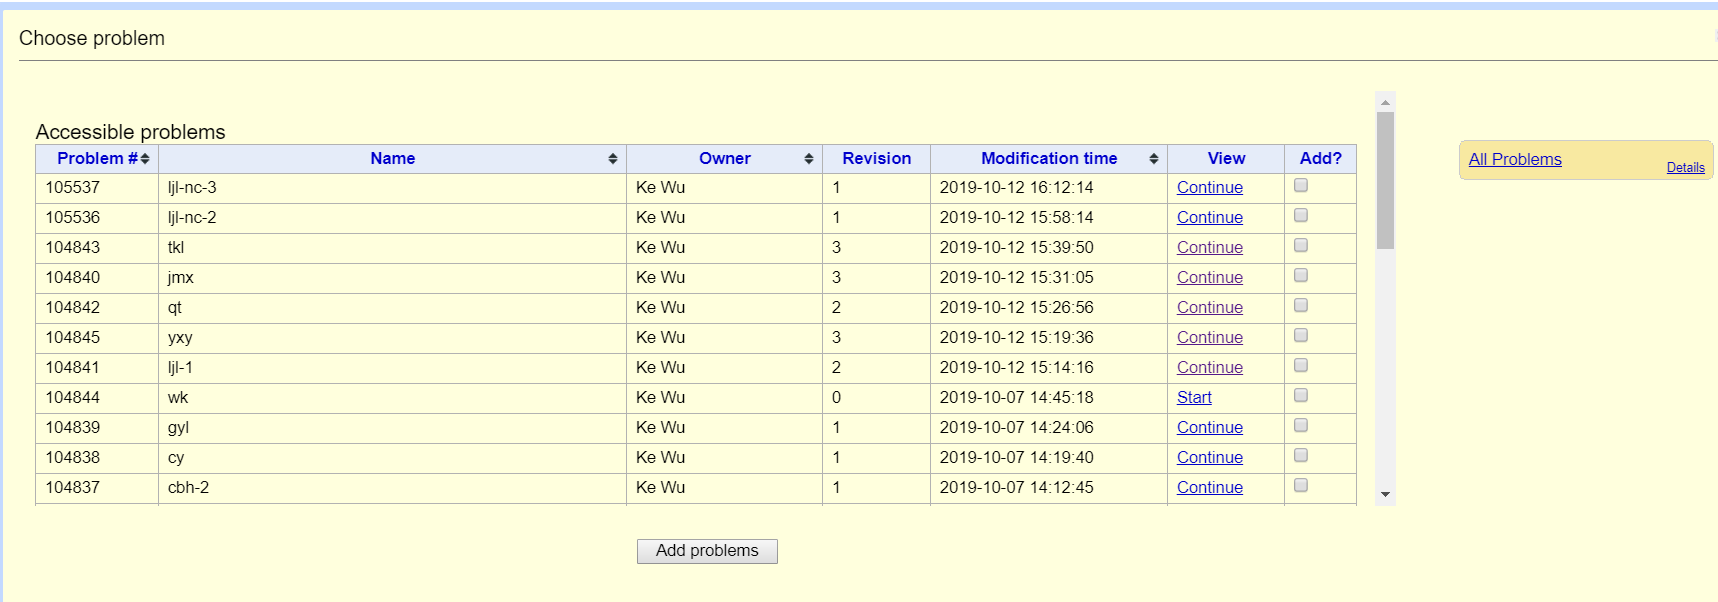 Choose problem
Accessible problems
Problem # Name Owner Revision Modification time View Add?
105537 ljl-nc-3 Ke Wu 1 2019-10-12 16:12:14 Continue
105536 ljl-nc-2 Ke Wu 1 2019-10-12 15:58:14 Continue
104843 tkl Ke Wu 3 2019-10-12 15:39:50 Continue
104840 jmx Ke Wu 3 2019-10-12 15:31:05 Continue
104842 qt Ke Wu 2 2019-10-12 15:26:56 Continue
104845 yxy Ke Wu 3 2019-10-12 15:19:36 Continue
104841 ljl-1 Ke Wu 2 2019-10-12 15:14:16 Continue
104844 wk Ke Wu 0 2019-10-07 14:45:18 Start
104839 gyl Ke Wu 1 2019-10-07 14:24:06 Continue
104838 cy Ke Wu 1 2019-10-07 14:19:40 Continue
104837 cbh-2 Ke Wu 1 2019-10-07 14:12:45 Continue
Add problems
All Problems
Details